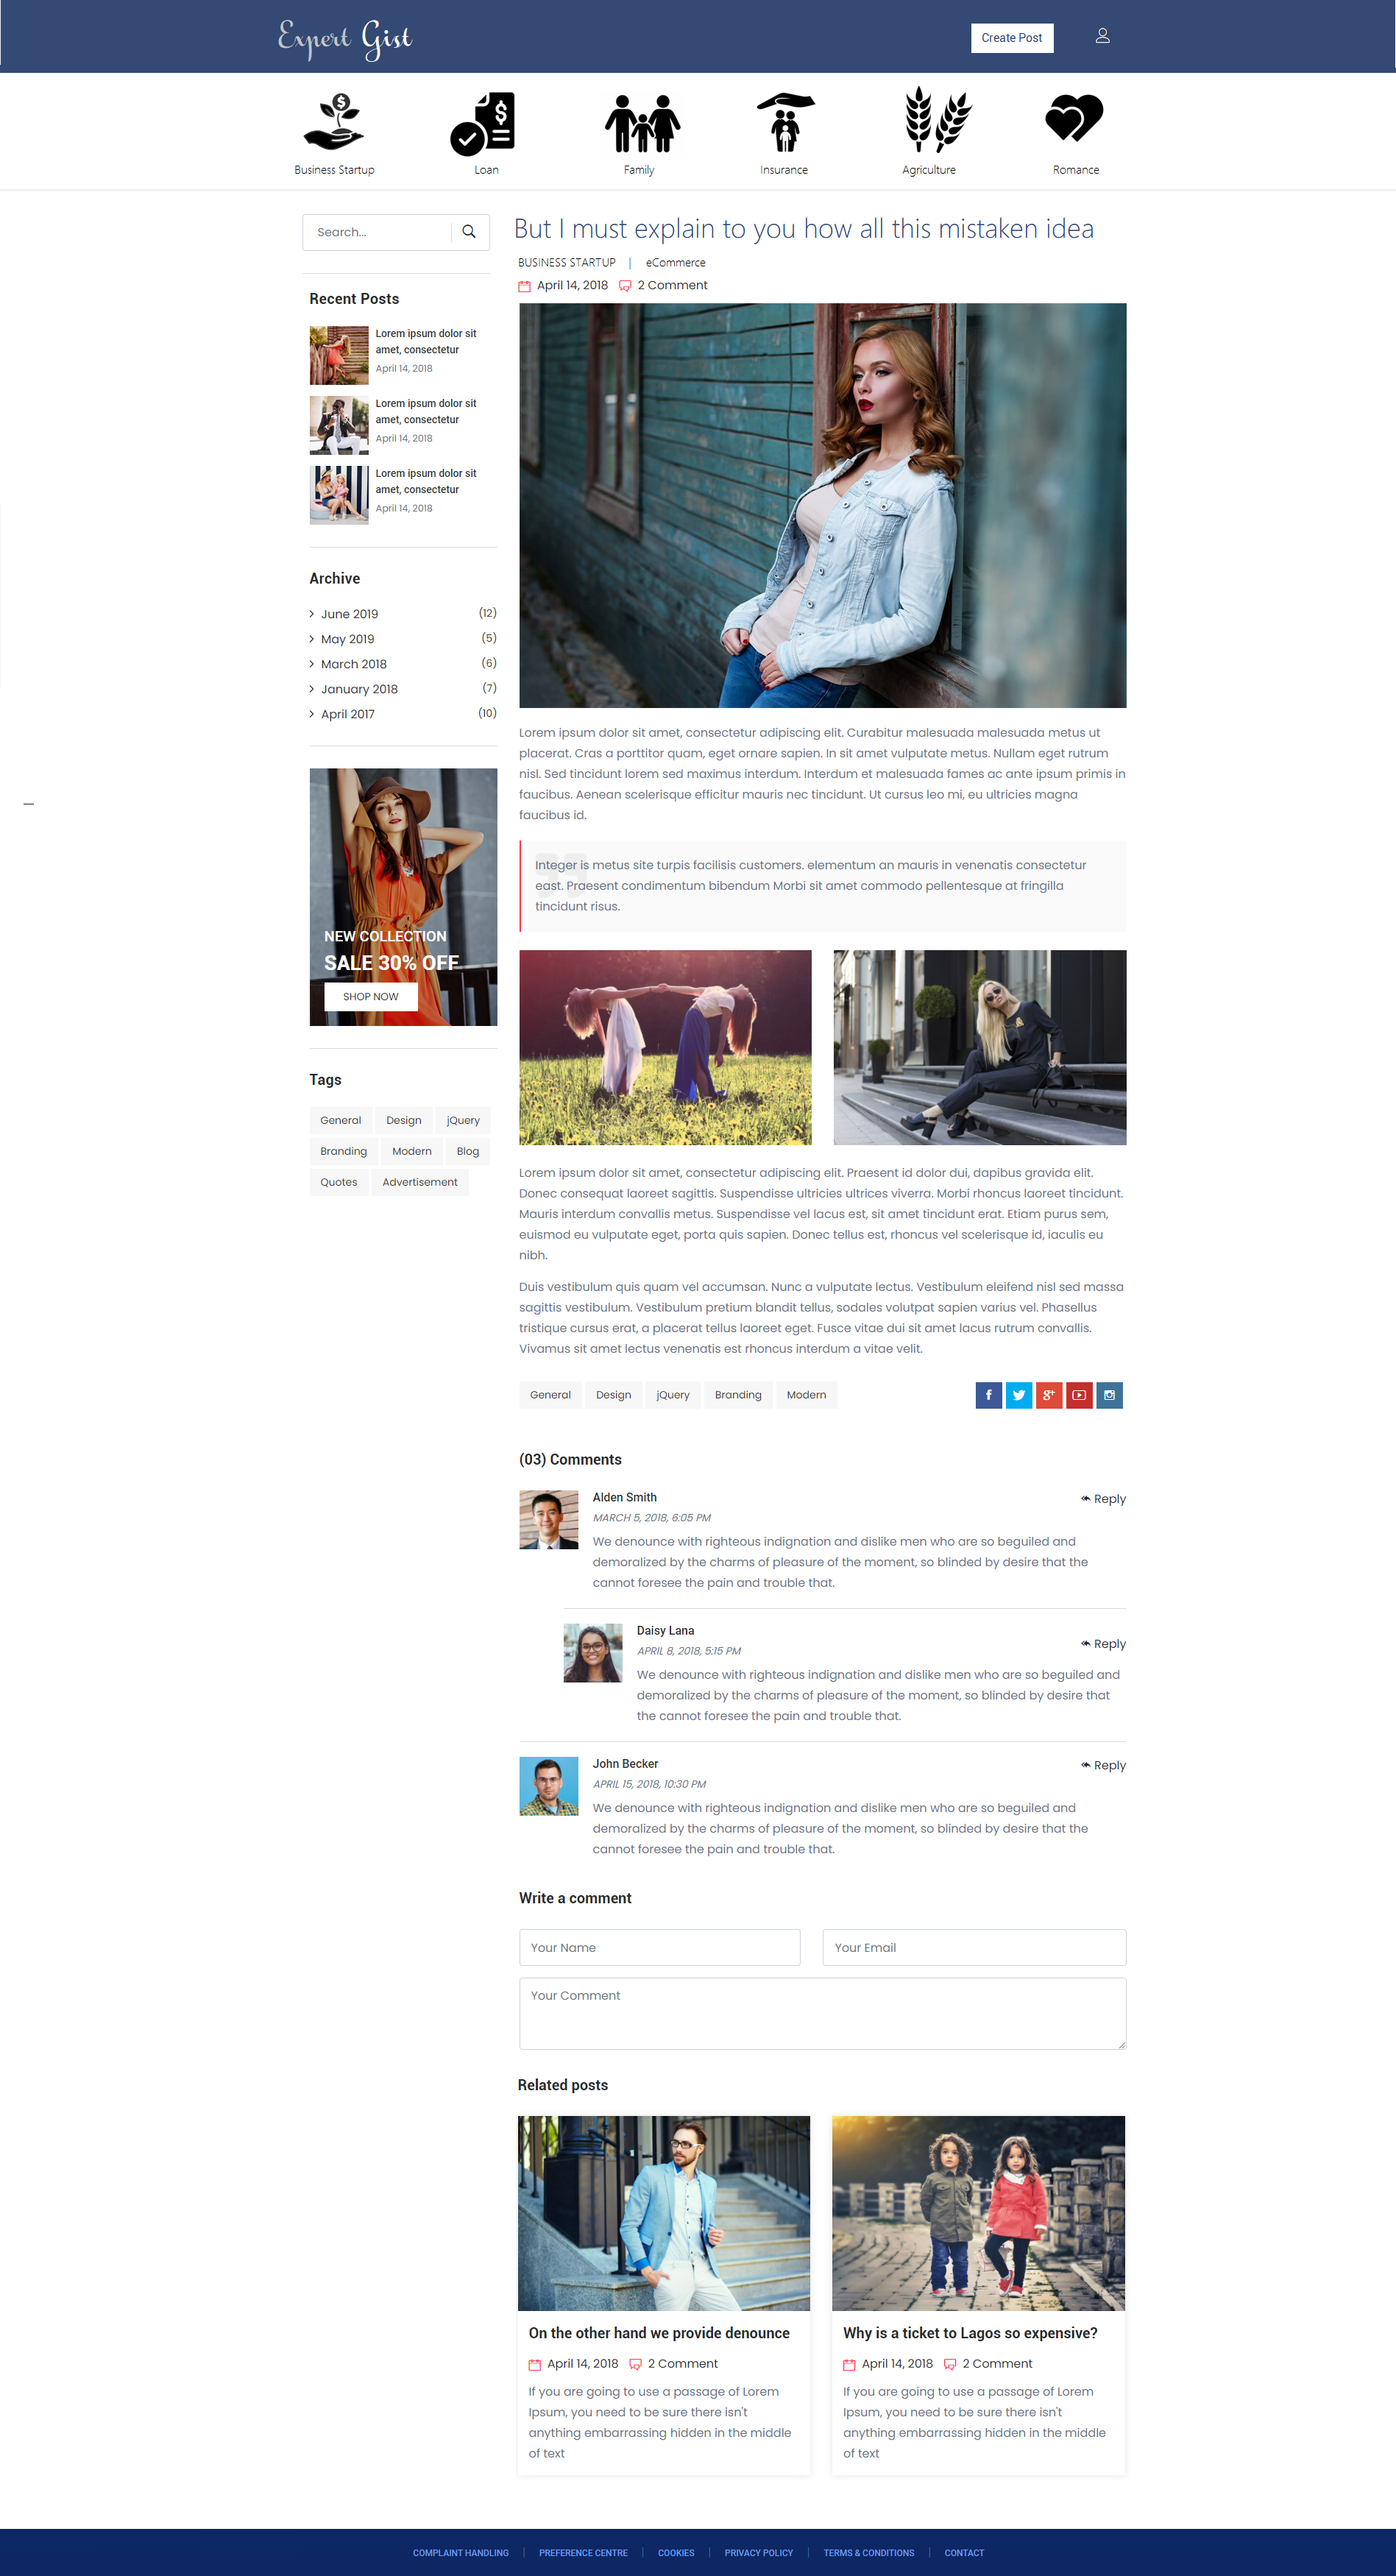 Expert Gist
Create Post
Business Startup
Loan
Family
Insurance
Agriculture
Romance
Search...
Recent Posts
Lorem ipsum dolor sit
amet, consectetur
April 14, 2018
Lorem ipsum dolor sit
amet, consectetur
April 14, 2018
Lorem ipsum dolor sit
amet, consectetur
April 14, 2018
Archive
June 2019 (12)
May 2019 (5)
March 2018 (6)
January 2018 (7)
April 2017 (10)
NEW COLLECTION
SALE 30% OFF
SHOP NOW
Tags
General Design jQuery
Branding Modern Blog
Quotes Advertisement
But I must explain to you how all this mistaken idea
BUSINESS STARTUP | eCommerce
April 14, 2018 2 Comment
Lorem ipsum dolor sit amet, consectetur adipiscing elit. Curabitur malesuada malesuada metus ut
placerat. Cras a porttitor quam, eget ornare sapien. In sit amet vulputate metus. Nullam eget rutrum
nisl. Sed tincidunt lorem sed maximus interdum. Interdum et malesuada fames ac ante ipsum primis in
faucibus. Aenean scelerisque efficitur mauris nec tincidunt. Ut cursus leo mi, eu ultricies magna
faucibus id.
Integer is metus site turpis facilisis customers. elementum an mauris in venenatis consectetur
east. Praesent condimentum bibendum Morbi sit amet commodo pellentesque at fringilla
tincidunt risus.
Lorem ipsum dolor sit amet, consectetur adipiscing elit. Praesent id dolor dui, dapibus gravida elit.
Donec consequat laoreet sagittis. Suspendisse ultricies ultrices viverra. Morbi rhoncus laoreet tincidunt.
Mauris interdum convallis metus. Suspendisse vel lacus est, sit amet tincidunt erat. Etiam purus sem,
euismod eu vulputate eget, porta quis sapien. Donec tellus est, rhoncus vel scelerisque id, iaculis eu
nibh.
Duis vestibulum quis quam vel accumsan. Nunc a vulputate lectus. Vestibulum eleifend nisl sed massa
sagittis vestibulum. Vestibulum pretium blandit tellus, sodales volutpat sapien varius vel. Phasellus
tristique cursus erat, a placerat tellus laoreet eget. Fusce vitae dui sit amet lacus rutrum convallis.
Vivamus sit amet lectus venenatis est rhoncus interdum a vitae velit.
General Design jQuery Branding Modern
(03) Comments
Alden Smith
Reply
MARCH 5, 2018, 6:05 PM
We denounce with righteous indignation and dislike men who are so beguiled and
demoralized by the charms of pleasure of the moment, so blinded by desire that the
cannot foresee the pain and trouble that.
Daisy Lana
Reply
APRIL 8, 2018, 5:15 PM
We denounce with righteous indignation and dislike men who are so beguiled and
demoralized by the charms of pleasure of the moment, so blinded by desire that
the cannot foresee the pain and trouble that.
John Becker
Reply
APRIL 15, 2018, 10:30 PM
We denounce with righteous indignation and dislike men who are so beguiled and
demoralized by the charms of pleasure of the moment, so blinded by desire that the
cannot foresee the pain and trouble that.
Write a comment
Your Name
Your Email
Your Comment
Related posts
On the other hand we provide denounce
April 14, 2018 2 Comment
If you are going to use a passage of Lorem
Ipsum, you need to be sure there isn't
anything embarrassing hidden in the middle
of text
Why is a ticket to Lagos so expensive?
April 14, 2018 2 Comment
If you are going to use a passage of Lorem
Ipsum, you need to be sure there isn't
anything embarrassing hidden in the middle
of text
COMPLAINT HANDLING | PREFERENCE CENTRE | COOKIES | PRIVACY POLICY | TERMS & CONDITIONS | CONTACT